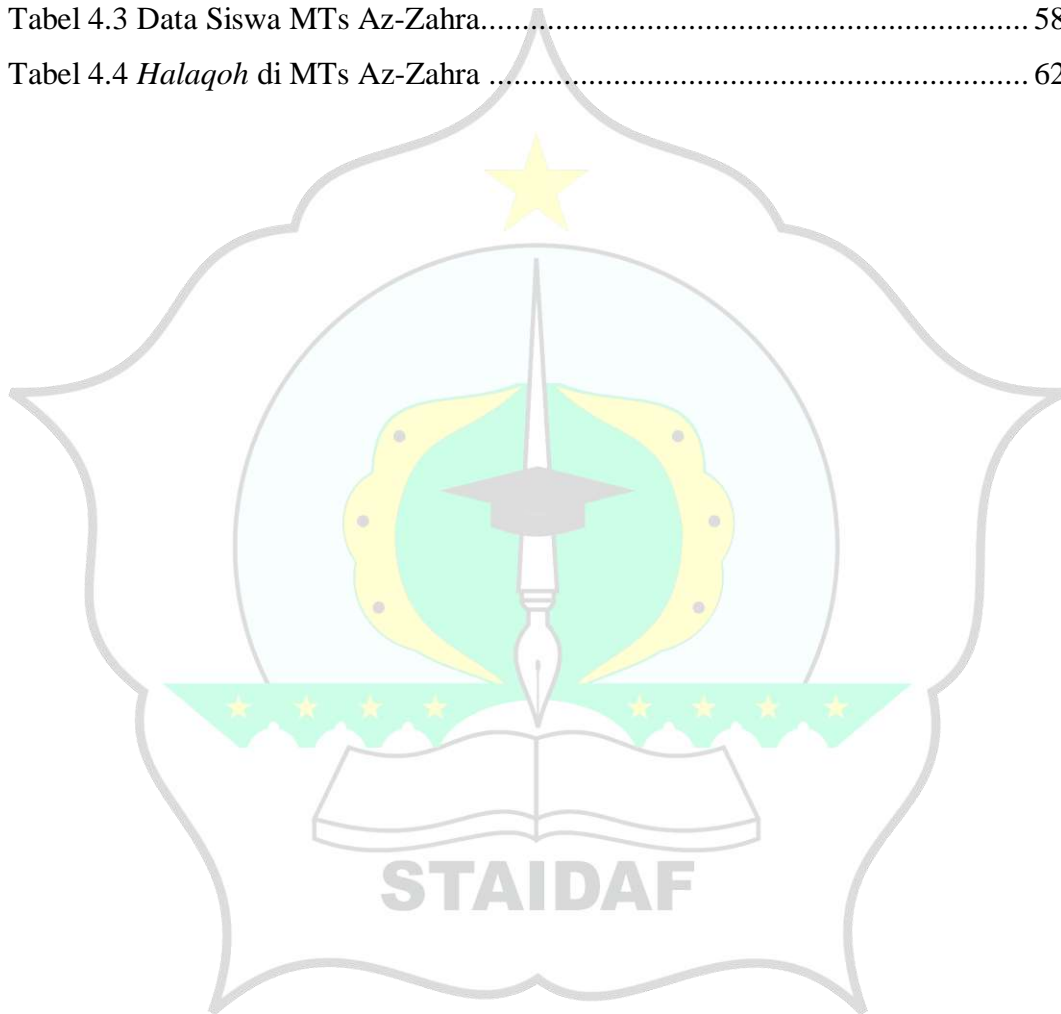 Tabel 4.3 Data Siswa MTs Az-Zahra.................................................................................... 58
Tabel 4.4 Halaqoh di MTs Az-Zahra ................................................................................... 62
STAIDAF